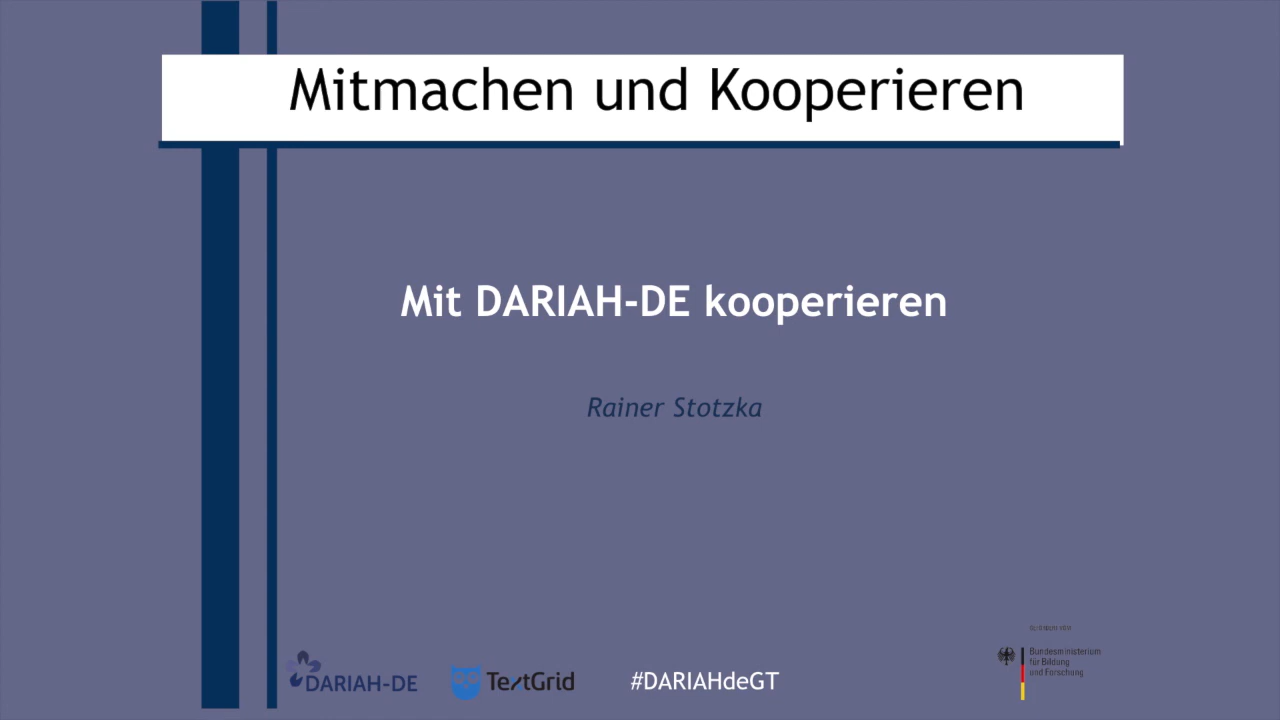 Mitmachen und Kooperieren
Mit DARIAH-DE kooperieren
Rainer Stotzka
DARIAH-DE
TextGrid
#DARIAHdeGT
Bundesministerium
für Bildung
und Forschung